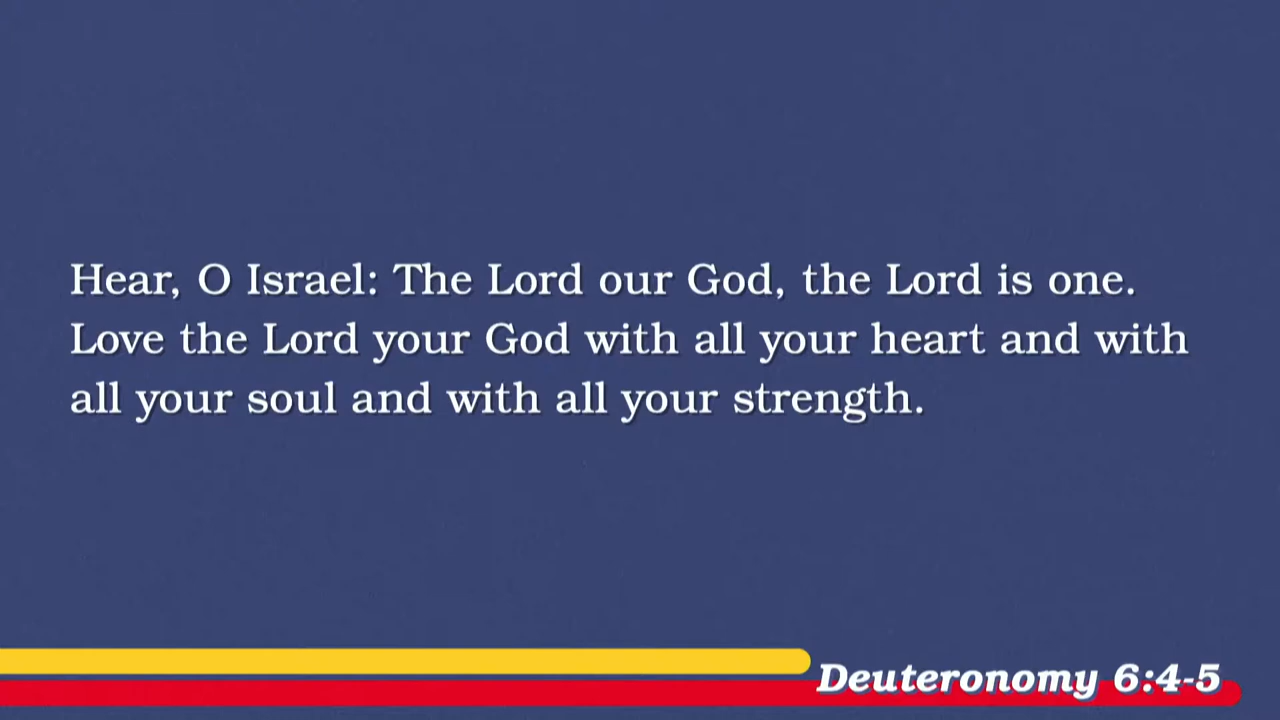 Hear, O Israel: The Lord our God, the Lord is one.
Love the Lord your God with all your heart and with
all your soul and with all your strength.
Deuteronomy 6:4-5